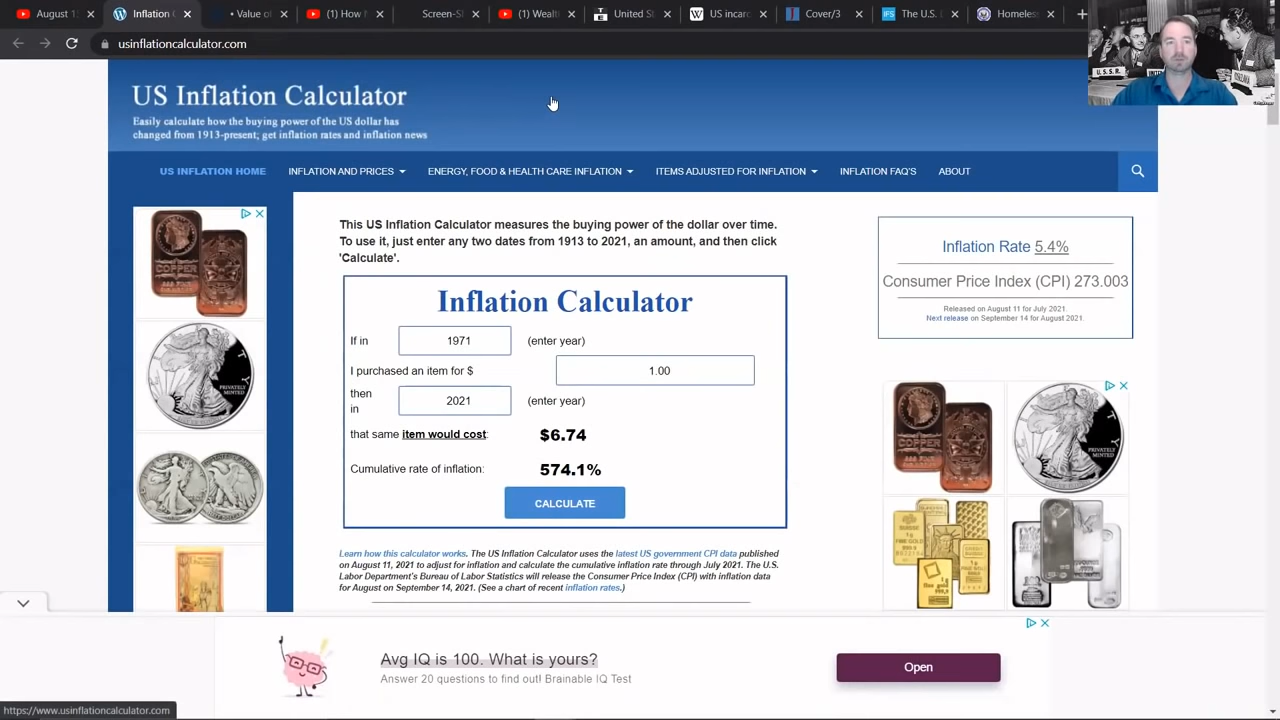 August 1
Inflation C
• Value of
How t
Screen-S
(1) Wealt
United St
Usincare
Cover/3
The U.S.
Homeles
usinflationcalculator.com
U.S.S.R.
US Inflation Calculator
Easily calculate how the buying power of the US dollar has
changed from 1913-present; get inflation rates and inflation news
US INFLATION HOME INFLATION AND PRICES ENERGY, FOOD & HEALTH CARE INFLATION ITEMS ADJUSTED FOR INFLATION INFLATION FAQ'S ABOUT
This US Inflation Calculator measures the buying power of the dollar over time.
To use it, just enter any two dates from 1913 to 2021, an amount, and then click
'Calculate'.
Inflation Calculator
If in 1971 (enter year)
I purchased an item for $ 1.00
then
in 2021 (enter year)
that same item would cost: $6.74
Cumulative rate of inflation: 574.1%
CALCULATE
Learn how this calculator works. The US Inflation Calculator uses the latest US government CPI data published
on August 11, 2021 to adjust for inflation and calculate the cumulative inflation rate through July 2021. The U.S.
Labor Department's Bureau of Labor Statistics will release the Consumer Price Index (CPI) with inflation data
for August on September 14, 2021. (See a chart of recent inflation rates.)
Inflation Rate 5.4%
Consumer Price Index (CPI) 273.003
Released on August 11 for July 2021.
Next release on September 14 for August 2021.
COPPER
PRIVATELY
MINTED
COPPER
PRIVATELY
MINTED
Avg IQ is 100. What is yours?
Answer 20 questions to find out! Brainable IQ Test
Open
https://www.usinflationcalculator.com